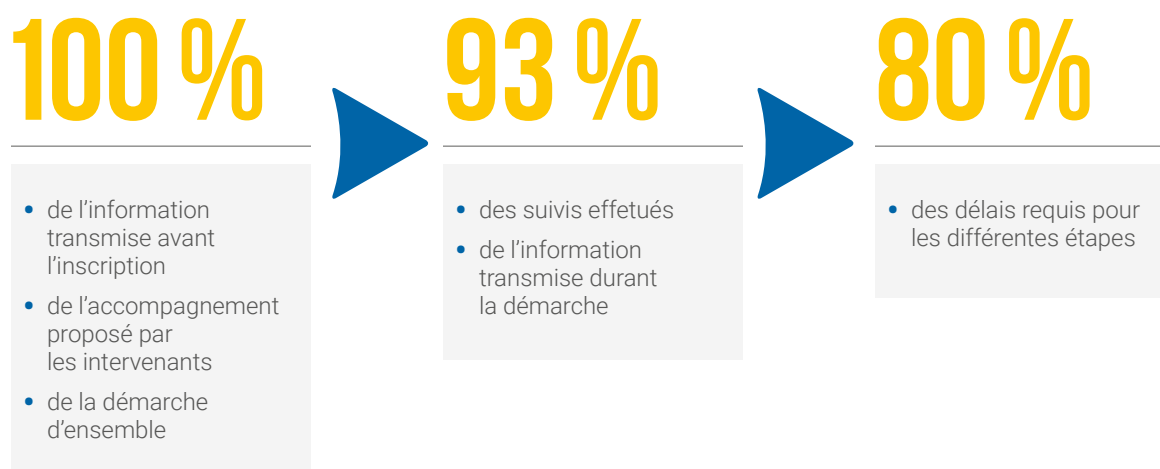 100 %
• de l’information
transmise avant
l’inscription
• de l’accompagnement
proposé par
les intervenants
• de la démarche
d'ensemble
93 %
• des suivis effetués
• de l’information
transmise durant
la démarche
80 %
• des délais requis pour
les différentes étapes